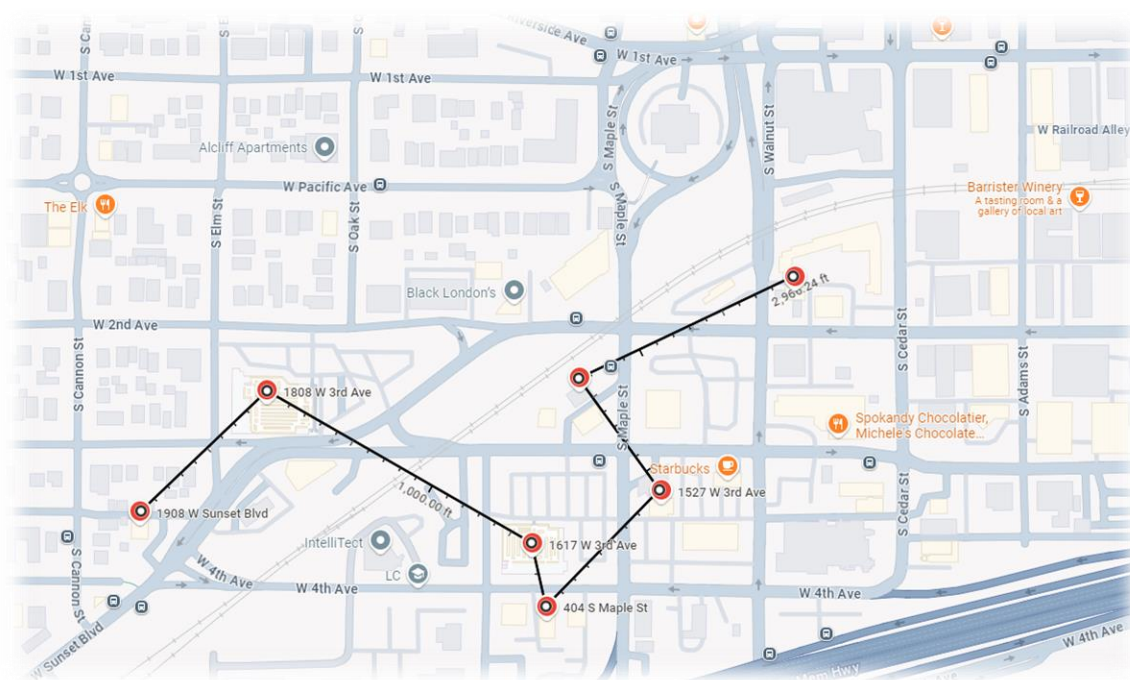 Riverside Ave
W 1st Ave
S Walnut St
W 1st Ave
W 1st Ave
S Maple St
W Railroad Alley
Alcliff Apartments
W Pacific Ave
Barrister Winery
A tasting room & a
gallery of local art
The Elk
S Elm St
S Oak St
S Maple St
2,960.24 ft
Black London's
W 2nd Ave
S Cedar St
S Cannon St
S Adams St
1808 W 3rd Ave
S Maple St
Spokandy Chocolatier,
Michele's Chocolate...
Starbucks
1527 W 3rd Ave
1,000.00 ft
S Cedar St
1908 W Sunset Blvd
IntelliTect
1617 W 3rd Ave
LC
W 4th Ave
W 4th Ave
W 4th Ave
S Cannon St
404 S Maple St
W Sunset Blvd
W 4th Ave